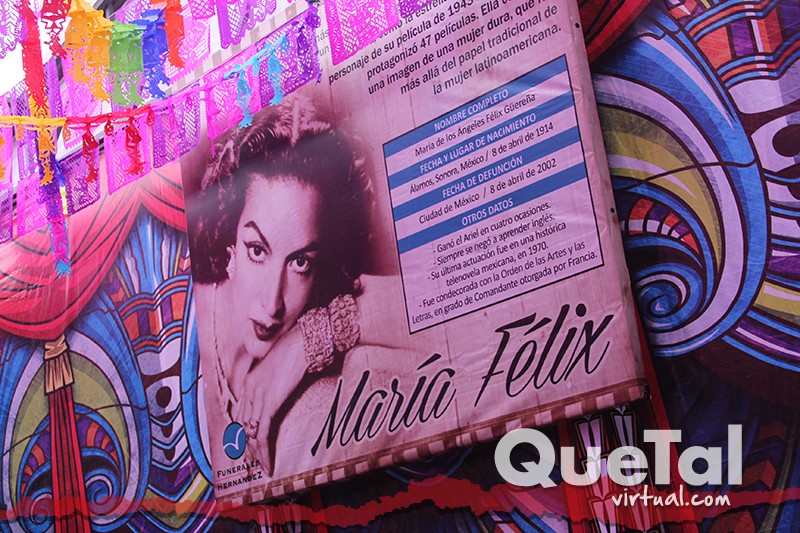 personaje de su película de 1943
protagonizó 47 películas. Ella
una imagen de una mujer dura, que
más allá del papel tradicional de
la mujer latinoamericana.
NOMBRE COMPLETO
María de los Ángeles Félix Güereña
FECHA Y LUGAR DE NACIMIENTO
Álamos, Sonora, México / 8 de abril de 1914
FECHA DE DEFUNCIÓN
Ciudad de México / 8 de abril de 2002
OTROS DATOS
- Ganó el Ariel en cuatro ocasiones.
- Siempre se negó a aprender inglés.
- Su última actuación fue en una histórica
telenovela mexicana, en 1970.
- Fue condecorada con la Orden de las Artes y las
Letras, en grado de Comandante otorgada por Francia.
María Félix
FUNERALES
HERNÁNDEZ
QueTal
virtual.com